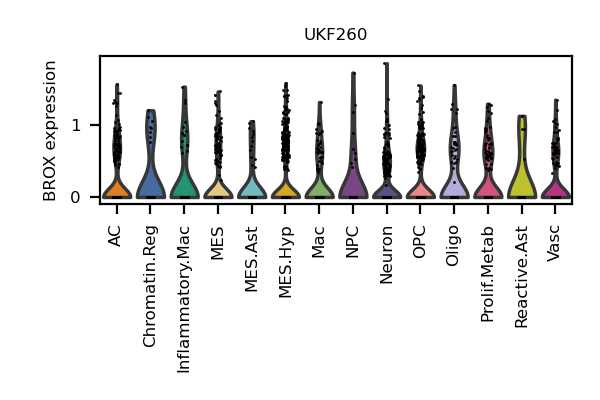 UKF260
BROX expression
1
0
AC
Chromatin.Reg
Inflammatory.Mac
MES
MES.Ast
MES.Hyp
Mac
NPC
Neuron
OPC
Oligo
Prolif.Metab
Reactive.Ast
Vasc